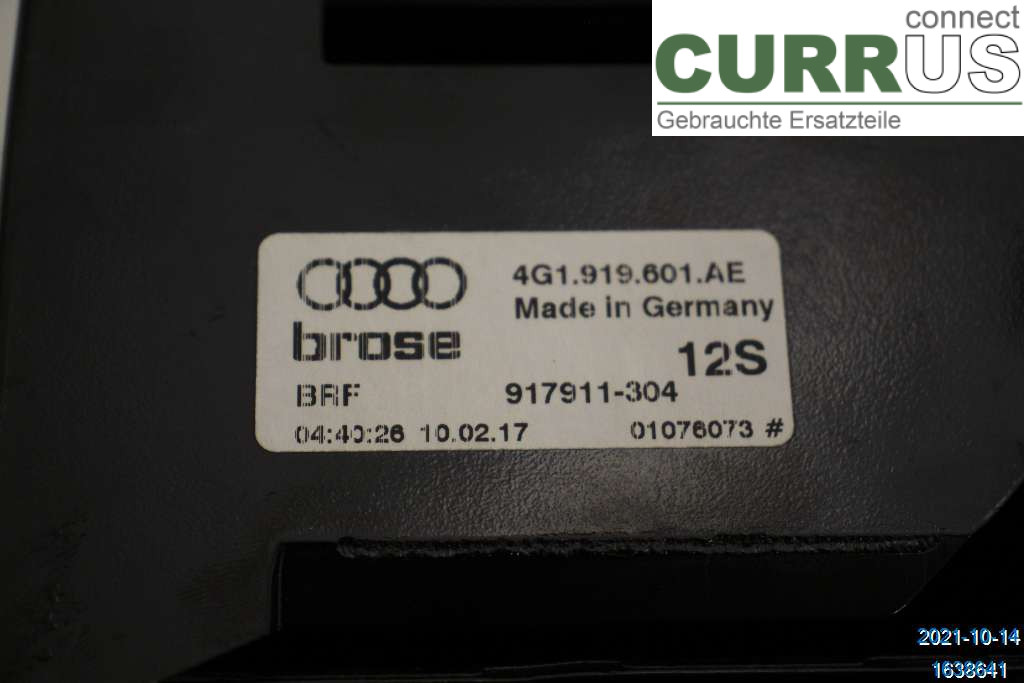 connect
CURRUS
Gebrauchte Ersatzteile
4G1.919.601.AE
Made in Germany
brose
12S
BRF 917911-304
04:40:26 10.02.17 01076073 #
2021-10-14
1638641